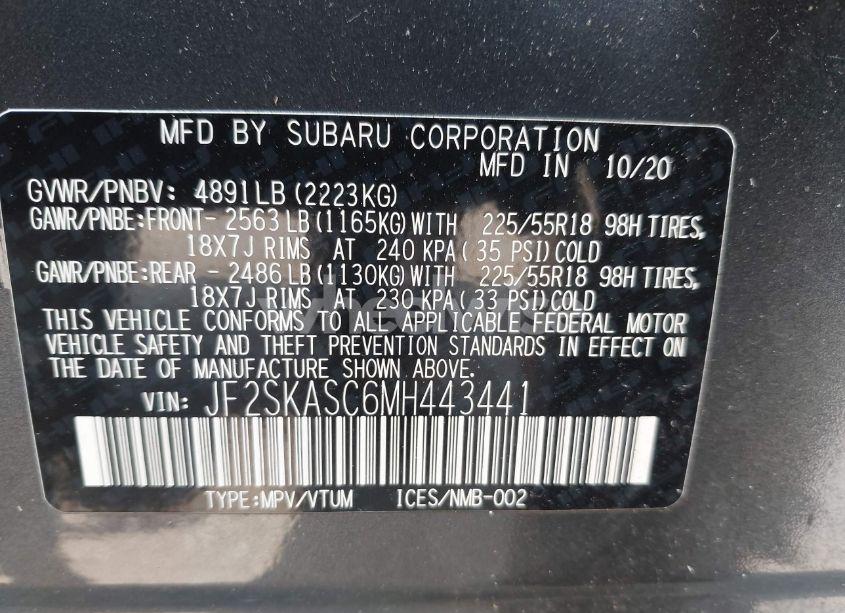 MFD BY SUBARU CORPORATION
MFD IN 10/20
GVWR/PNBV: 4891LB (2223KG)
GAWR/PNBE:FRONT- 2563LB(1165KG)WITH 225/55R18 98H TIRES,
18X7J RIMS AT 240 KPA( 35 PSI)COLD
GAWR/PNBE:REAR - 2486LB(1130KG)WITH 225/55R18 98H TIRES,
18X7J RIMS AT 230 KPA( 33 PSI)COLD
THIS VEHICLE CONFORMS TO ALL APPLICABLE FEDERAL MOTOR
VEHICLE SAFETY AND THEFT PREVENTION STANDARDS IN EFFECT ON
THE DATE OF MANUFACTURE SHOWN ABOVE.
VIN: JF2SKASC6MH443441
TYPE:MPV/VTUM ICES/NMB-002